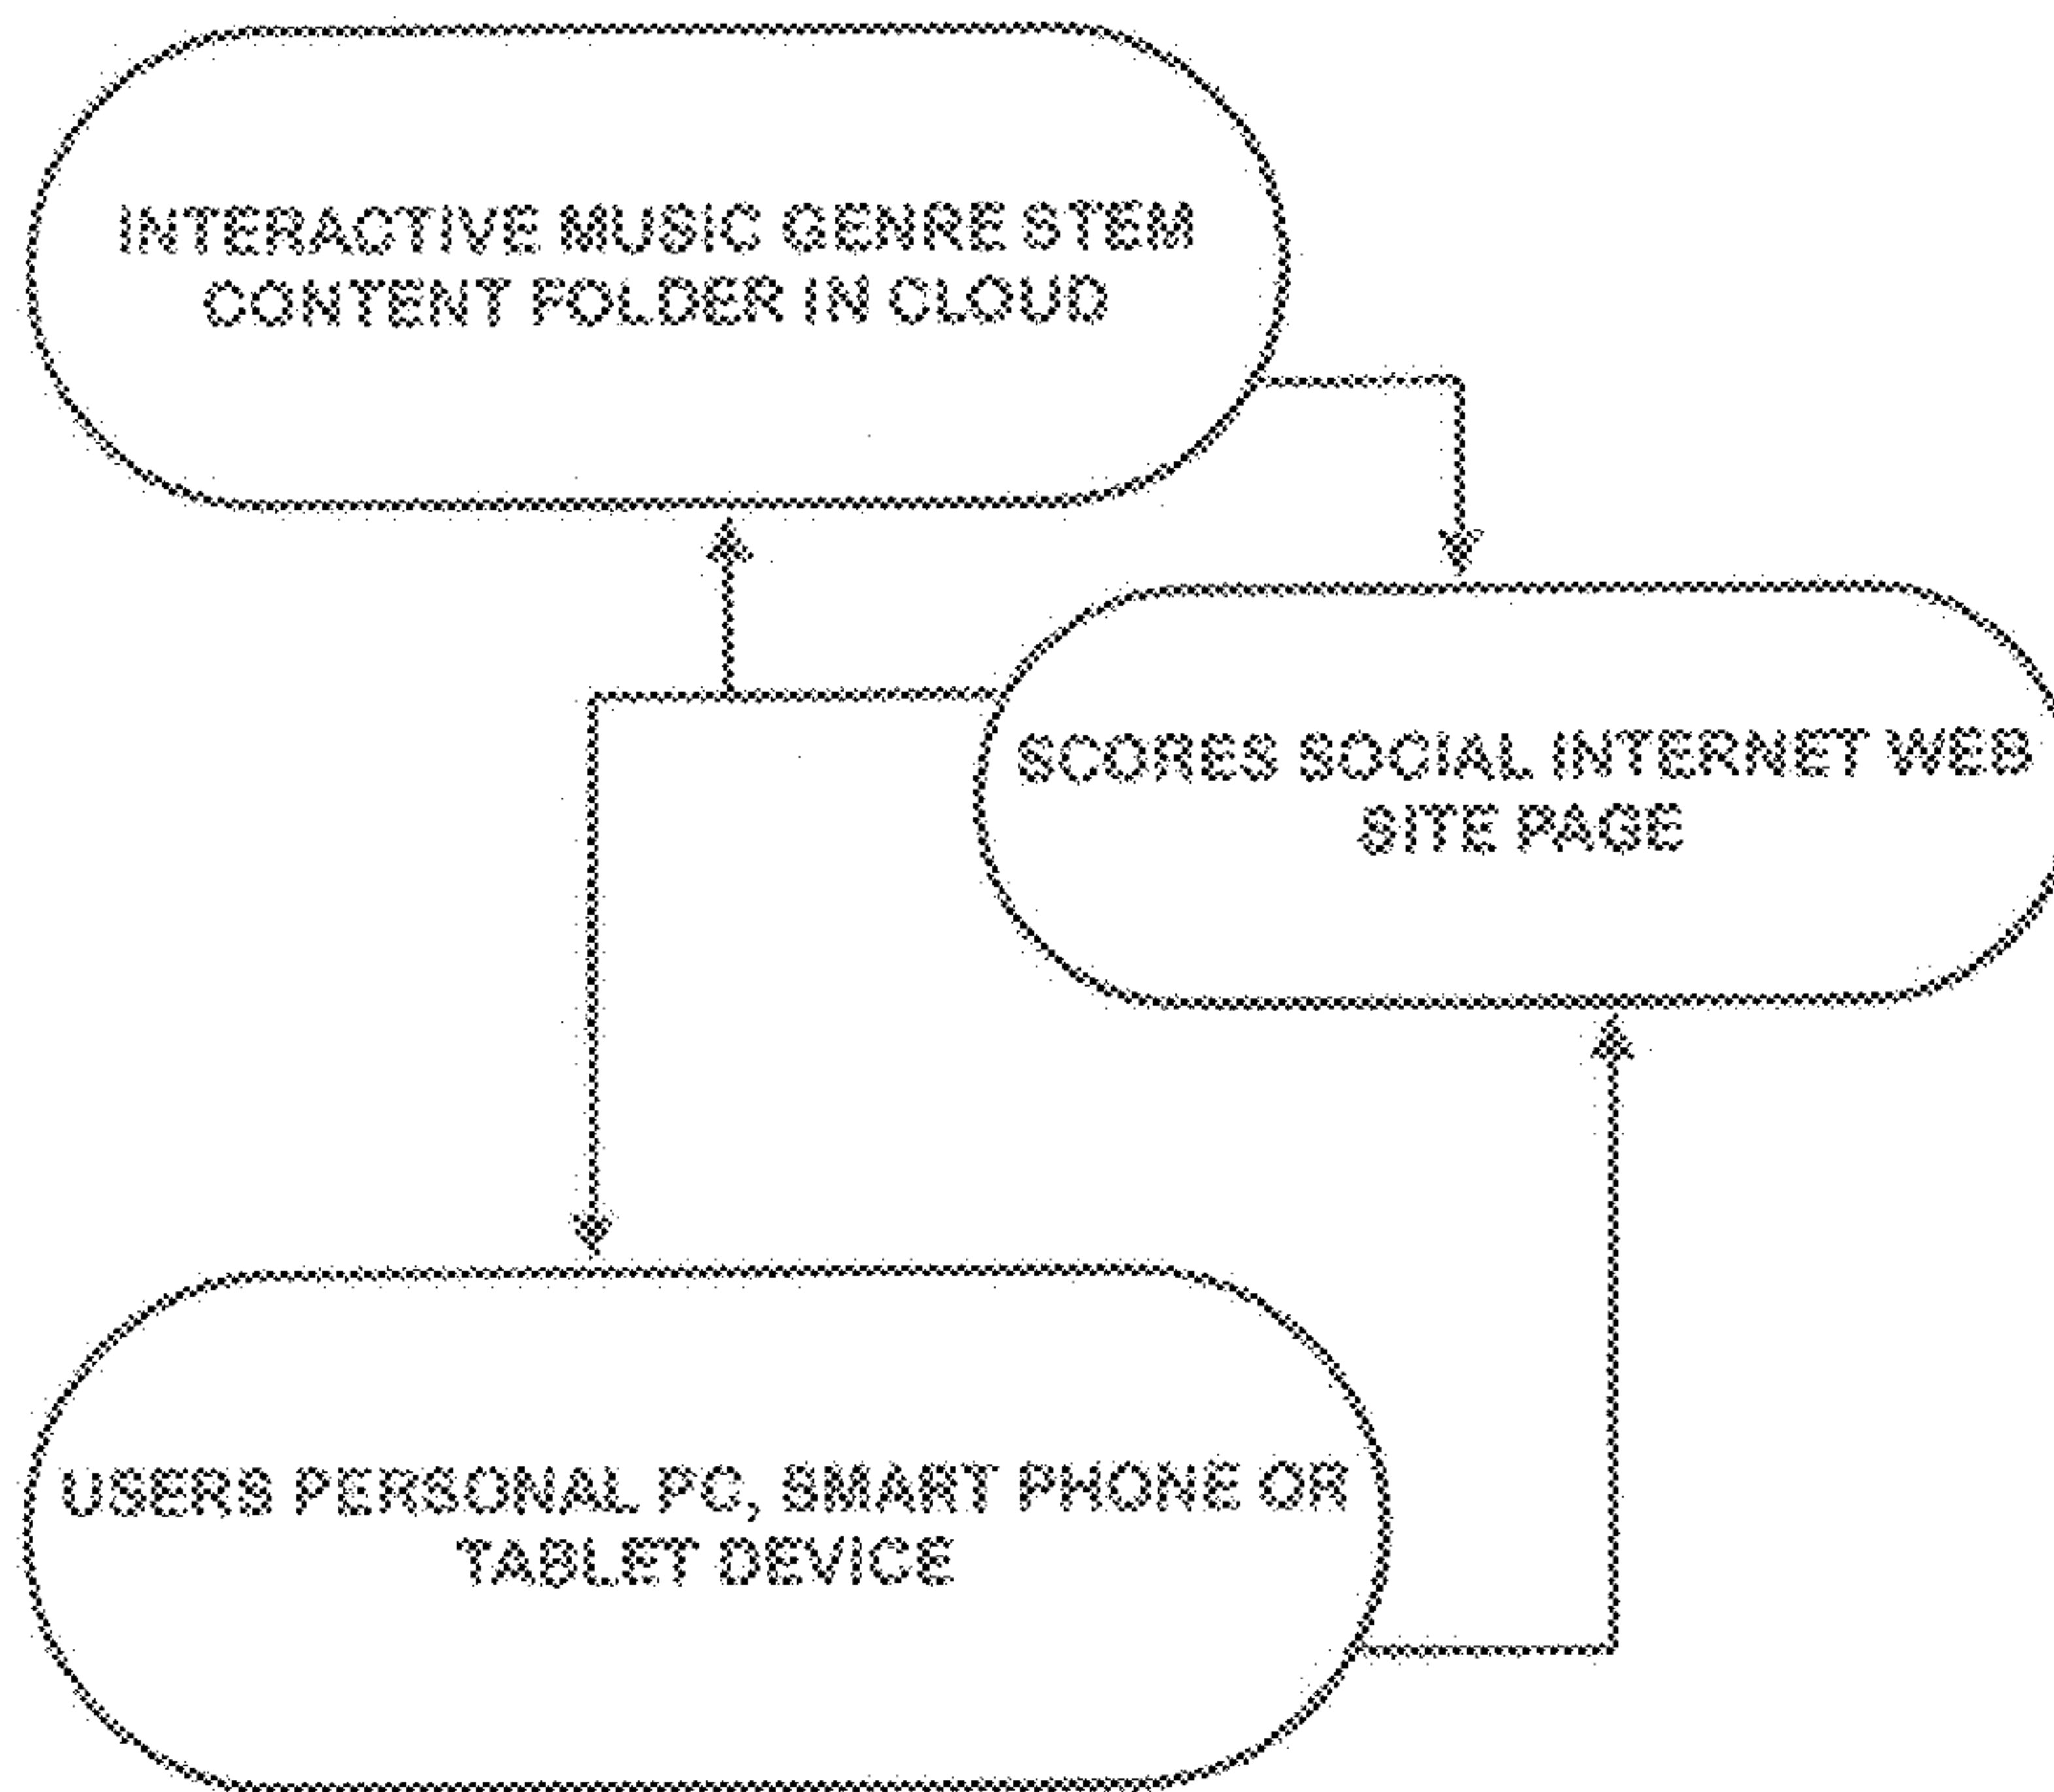 INTERACTIVE MUSIC GENRE STEM
CONTENT FOLDER IN CLOUD
SCORES SOCIAL INTERNET WEB
SITE PAGE
USERS PERSONAL PC, SMART PHONE OR
TABLET DEVICE